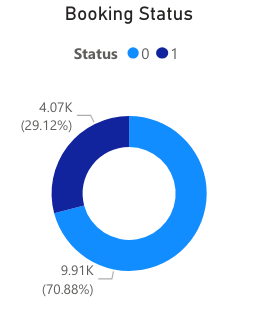 Booking Status
Status 0 1
4.07K
(29.12%)
9.91K
(70.88%)